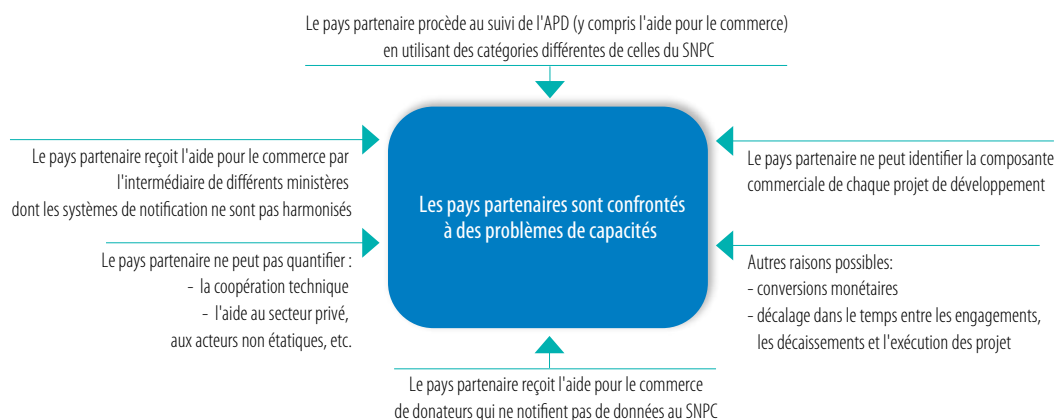 Le pays partenaire procède au suivi de l'APD (y compris l'aide pour le commerce)
en utilisant des catégories différentes de celles du SNPC
Le pays partenaire reçoit l'aide pour le commerce par
l'intermédiaire de différents ministères
dont les systèmes de notification ne sont pas harmonisés
Le pays partenaire ne peut pas quantifier :
- la coopération technique
- l'aide au secteur privé,
aux acteurs non étatiques, etc.
Les pays partenaires sont confrontés
à des problèmes de capacités
Le pays partenaire ne peut identifier la composante
commerciale de chaque projet de développement
Autres raisons possibles:
- conversions monétaires
- décalage dans le temps entre les engagements,
les décaissements et l'exécution des projet
Le pays partenaire reçoit l'aide pour le commerce
de donateurs qui ne notifient pas de données au SNPC